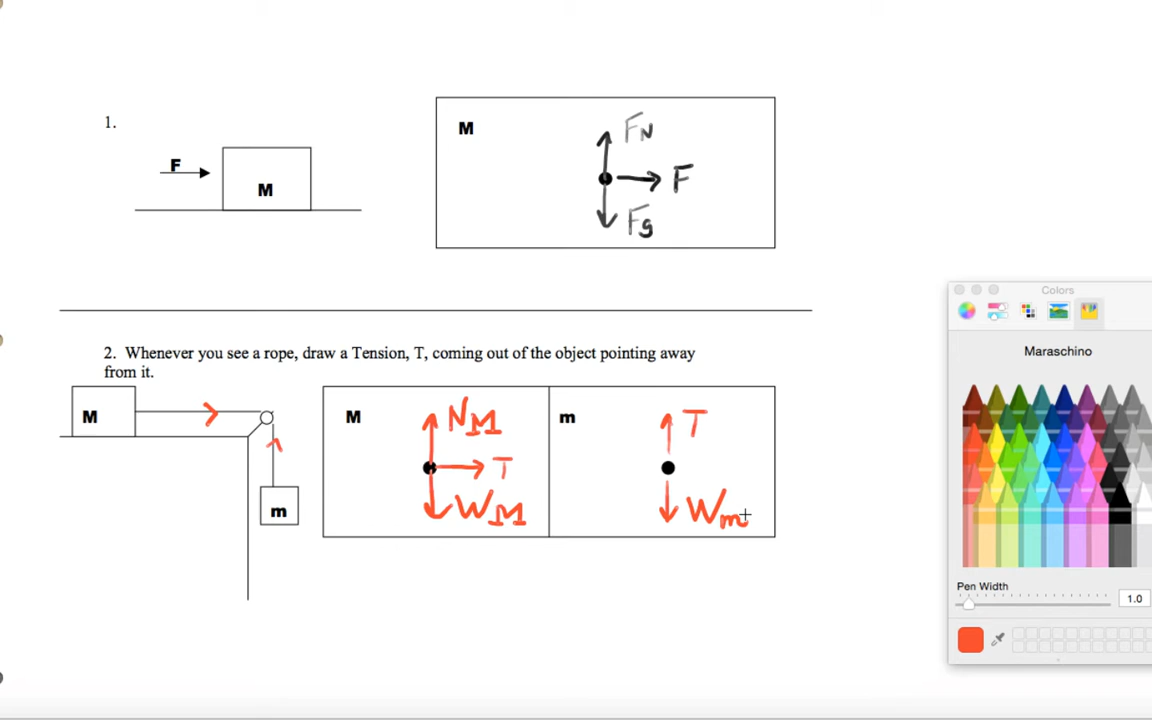 1.
M
FN
F
M
F
Fg
2. Whenever you see a rope, draw a Tension, T, coming out of the object pointing away
from it.
M
M
NM
T
WM
m
T
Wm
m
Colors
Maraschino
Pen Width
1.0